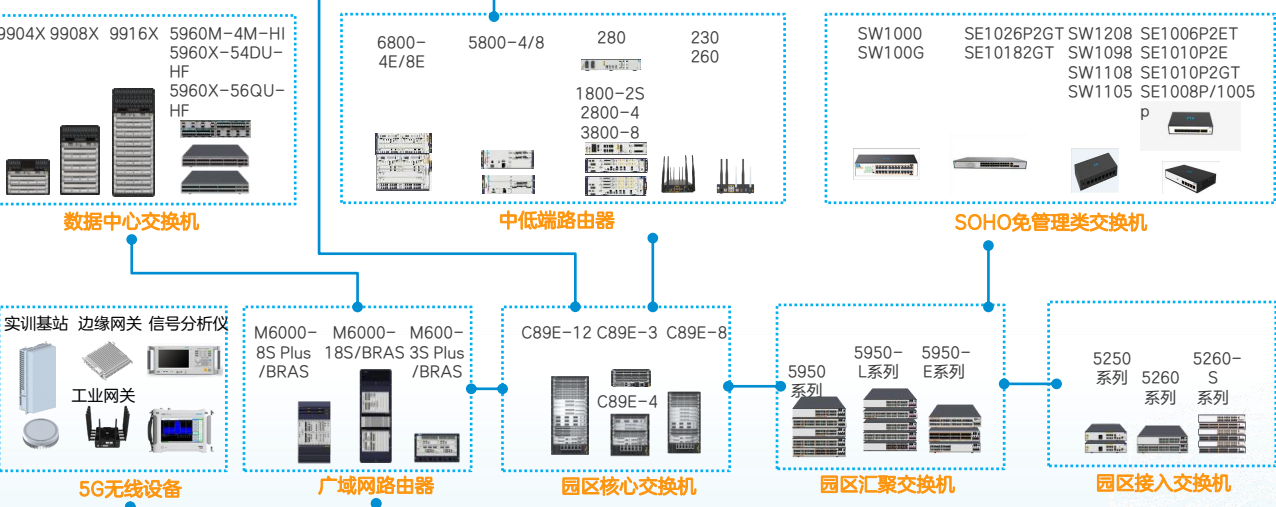 9904X 9908X 9916X 5960M-4M-HI
5960X-54DU-
HF
5960X-56QU-
HF
数据中心交换机
6800-
4E/8E
5800-4/8
280
1800-2S
2800-4
3800-8
230
260
中低端路由器
SW1000
SW100G
SE1026P2GT
SE10182GT
SW1208
SW1098
SW1108
SW1105
SE1006P2ET
SE1010P2E
SE1010P2GT
SE1008P/1005
p
SOHO免管理类交换机
实训基站 边缘网关 信号分析仪
工业网关
5G无线设备
M6000-
8S Plus
/BRAS
M6000-
18S/BRAS
M600-
3S Plus
/BRAS
广域网路由器
C89E-12 C89E-3 C89E-8
C89E-4
园区核心交换机
5950
系列
5950-
L系列
5950-
E系列
园区汇聚交换机
5250
系列
5260
系列
5260-
S
系列
园区接入交换机